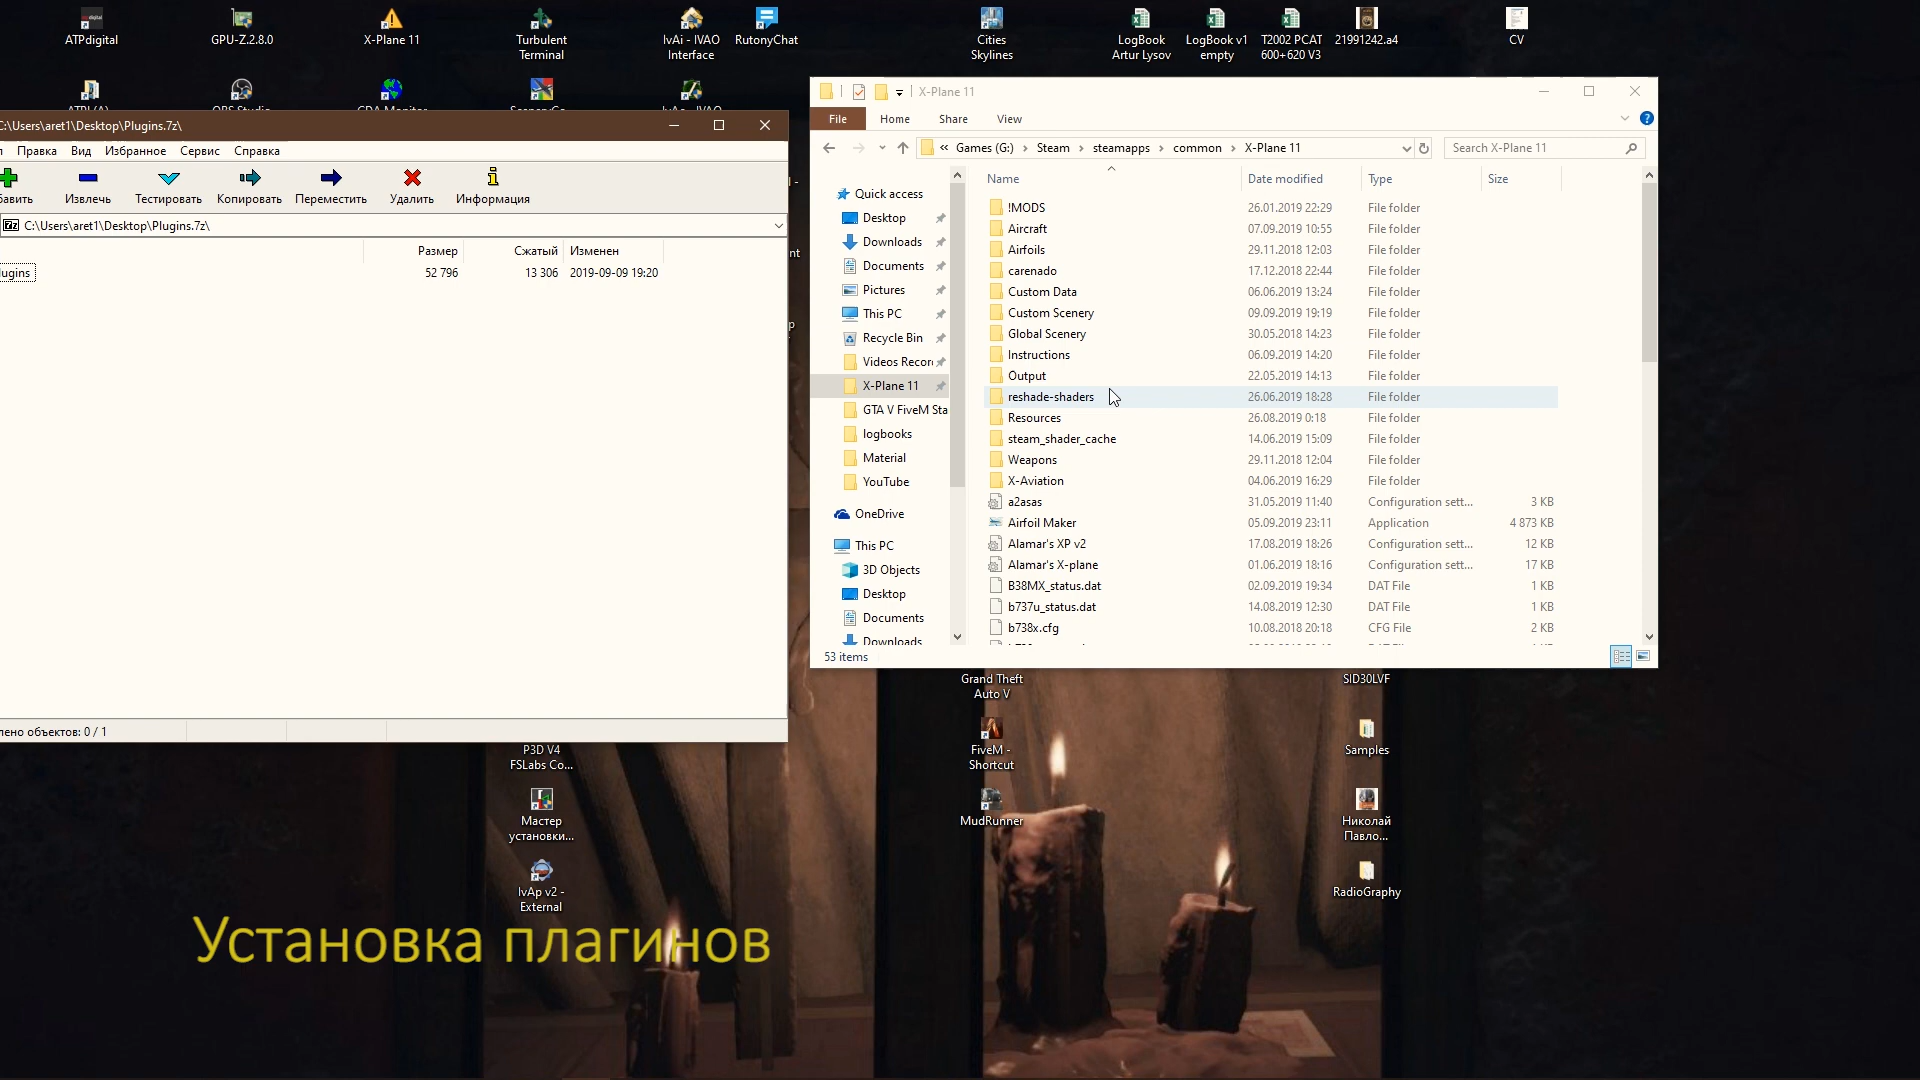 ATPdigital
GPU-Z.2.8.0
X-Plane 11
Turbulent
Terminal
IvAi - IVAO
Interface
RutonyChat
Cities
Skylines
LogBook
Artur Lysov
LogBook v1
empty
T2002 PCAT
600+620 V3
21991242.a4
CV
C:\Users\aret1\Desktop\Plugins.7z\
Правка Вид Избранное Сервис Справка
Извлечь Тестировать Копировать Переместить Удалить Информация
C:\Users\aret1\Desktop\Plugins.7z\
Размер Сжатый Изменен
lugins 52 796 13 306 2019-09-09 19:20
лено объектов: 0 / 1
X-Plane 11
File Home Share View
« Games (G:) › Steam › steamapps › common › X-Plane 11
Search X-Plane 11
Quick access
Desktop
Downloads
Documents
Pictures
This PC
Recycle Bin
Videos Recor
X-Plane 11
GTA V FiveM Sta
logbooks
Material
YouTube
OneDrive
This PC
3D Objects
Desktop
Documents
Downloads
Name Date modified Type Size
!MODS 26.01.2019 22:29 File folder
Aircraft 07.09.2019 10:55 File folder
Airfoils 29.11.2018 12:03 File folder
carenado 17.12.2018 22:44 File folder
Custom Data 06.06.2019 13:24 File folder
Custom Scenery 09.09.2019 19:19 File folder
Global Scenery 30.05.2018 14:23 File folder
Instructions 06.09.2019 14:20 File folder
Output 22.05.2019 14:13 File folder
reshade-shaders 26.06.2019 18:28 File folder
Resources 26.08.2019 0:18 File folder
steam_shader_cache 14.06.2019 15:09 File folder
Weapons 29.11.2018 12:04 File folder
X-Aviation 04.06.2019 16:29 File folder
a2asas 31.05.2019 11:40 Configuration sett... 3 KB
Airfoil Maker 05.09.2019 23:11 Application 4 873 KB
Alamar's XP v2 17.08.2019 18:26 Configuration sett... 12 KB
Alamar's X-plane 01.06.2019 18:16 Configuration sett... 17 KB
B38MX_status.dat 02.09.2019 19:34 DAT File 1 KB
b737u_status.dat 14.08.2019 12:30 DAT File 1 KB
b738x.cfg 10.08.2018 20:18 CFG File 2 KB
53 items
P3D V4
FSLabs Co...
Мастер
установки...
IvAp v2 -
External
Grand Theft
Auto V
FiveM -
Shortcut
MudRunner
SID30LVF
Samples
Николай
Павло...
RadioGraphy
Установка плагинов